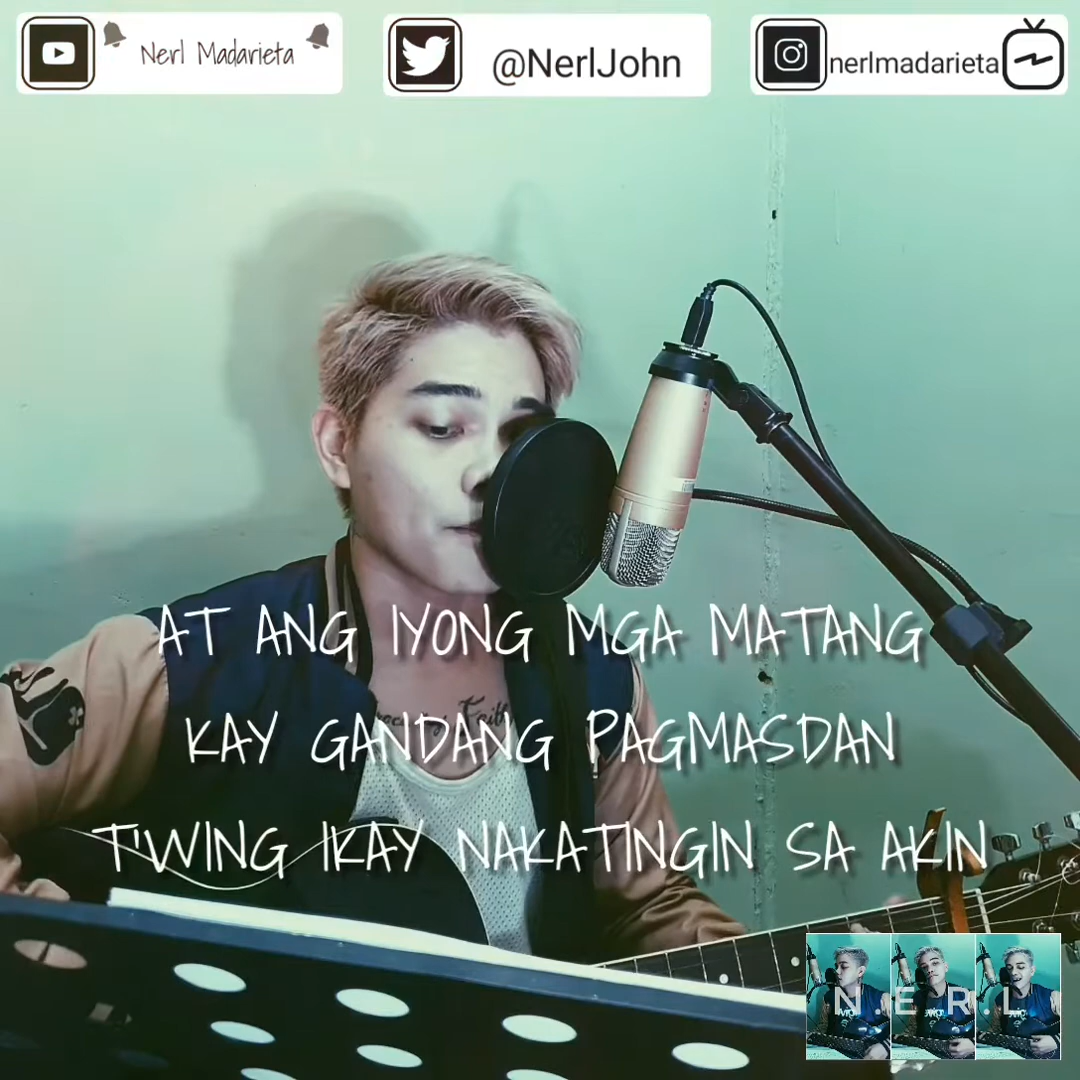 Nerl Madarieta
@NerlJohn
nerlmadarieta
AT ANG IYONG MGA MATANG
KAY GANDANG PAGMASDAN
T'WING IKAY NAKATINGIN SA AKIN
N.E.R.L